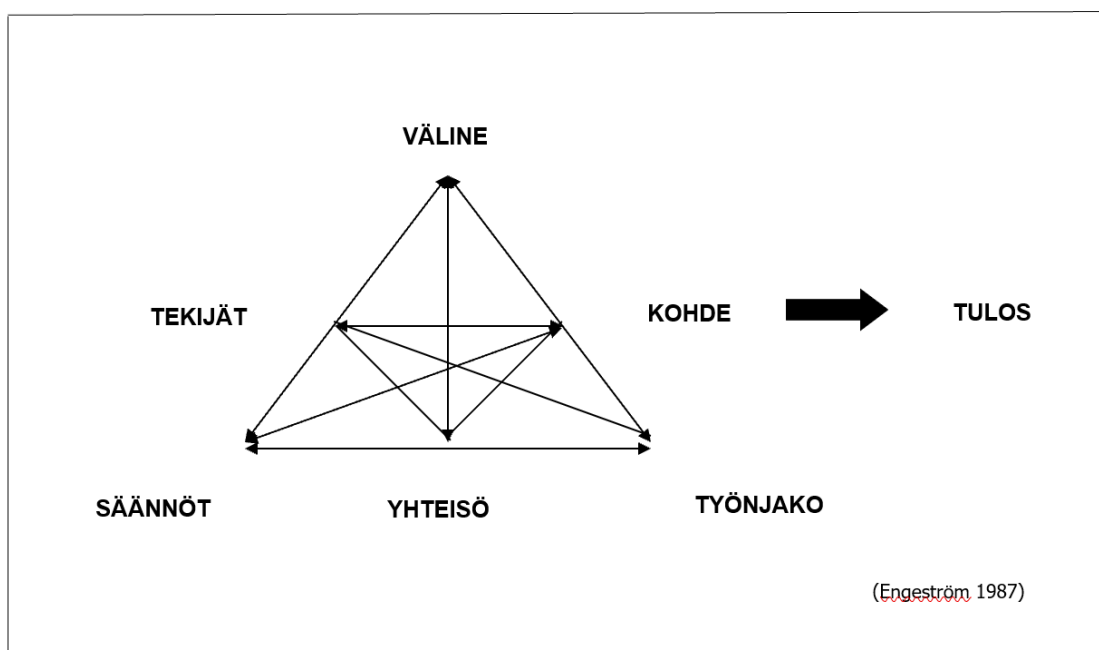 VÄLINE
TEKIJÄT
KOHDE
TULOS
SÄÄNNÖT
YHTEISÖ
TYÖNJAKO
(Engeström 1987)